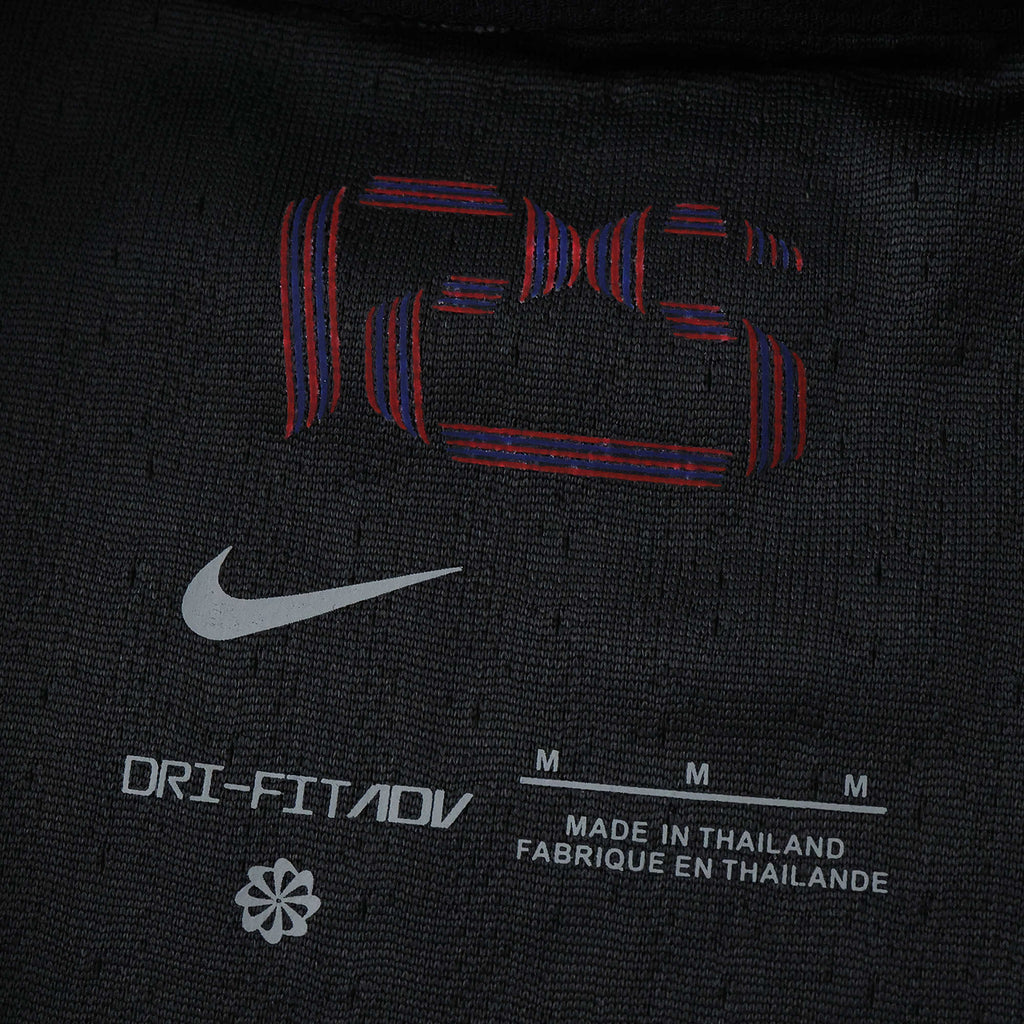 DRI-FIT ADV
M M M
MADE IN THAILAND
FABRIQUE EN THAILANDE